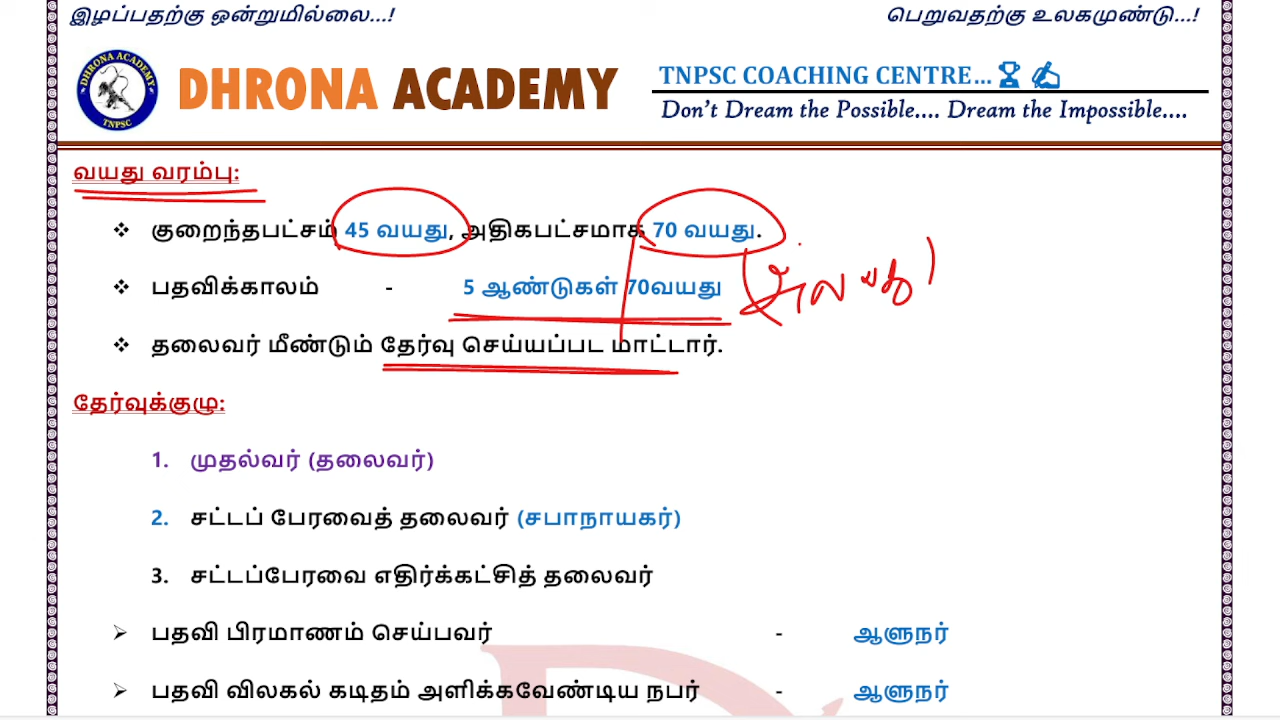 இழப்பதற்கு ஒன்றுமில்லை...! பெறுவதற்கு உலகமுண்டு...!
DHRONA ACADEMY
TNPSC
DHRONA ACADEMY
TNPSC COACHING CENTRE...
Don't Dream the Possible.... Dream the Impossible....
வயது வரம்பு:
❖ குறைந்தபட்சம் 45 வயது, அதிகபட்சமாக 70 வயது.
❖ பதவிக்காலம் - 5 ஆண்டுகள் 70வயது
❖ தலைவர் மீண்டும் தேர்வு செய்யப்பட மாட்டார்.
தேர்வுக்குழு:
1. முதல்வர் (தலைவர்)
2. சட்டப் பேரவைத் தலைவர் (சபாநாயகர்)
3. சட்டப்பேரவை எதிர்க்கட்சித் தலைவர்
➢ பதவி பிரமாணம் செய்பவர் - ஆளுநர்
➢ பதவி விலகல் கடிதம் அளிக்கவேண்டிய நபர் - ஆளுநர்